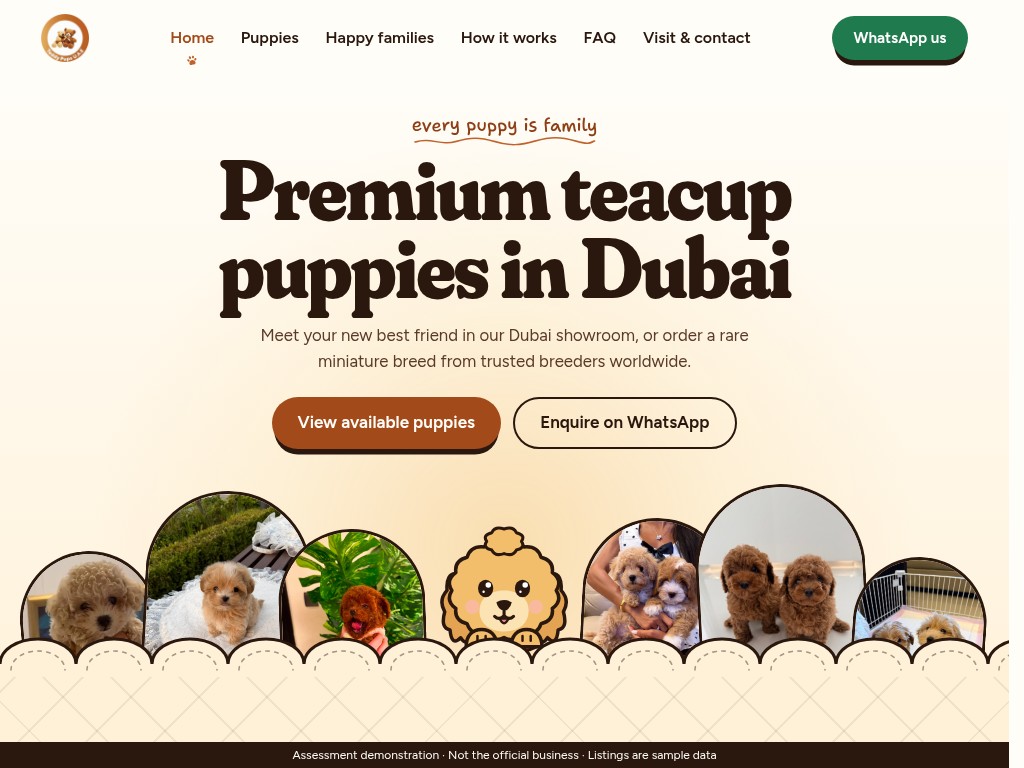 Home
Puppies
Happy families
How it works
FAQ
Visit & contact
WhatsApp us
every puppy is family
Premium teacup
puppies in Dubai
Meet your new best friend in our Dubai showroom, or order a rare
miniature breed from trusted breeders worldwide.
View available puppies
Enquire on WhatsApp
Assessment demonstration · Not the official business · Listings are sample data